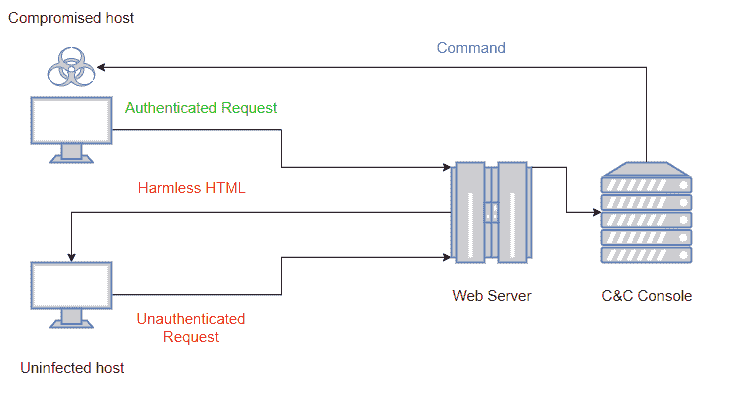 Compromised host
Command
Authenticated Request
Harmless HTML
Web Server
C&C Console
Unauthenticated
Request
Uninfected host